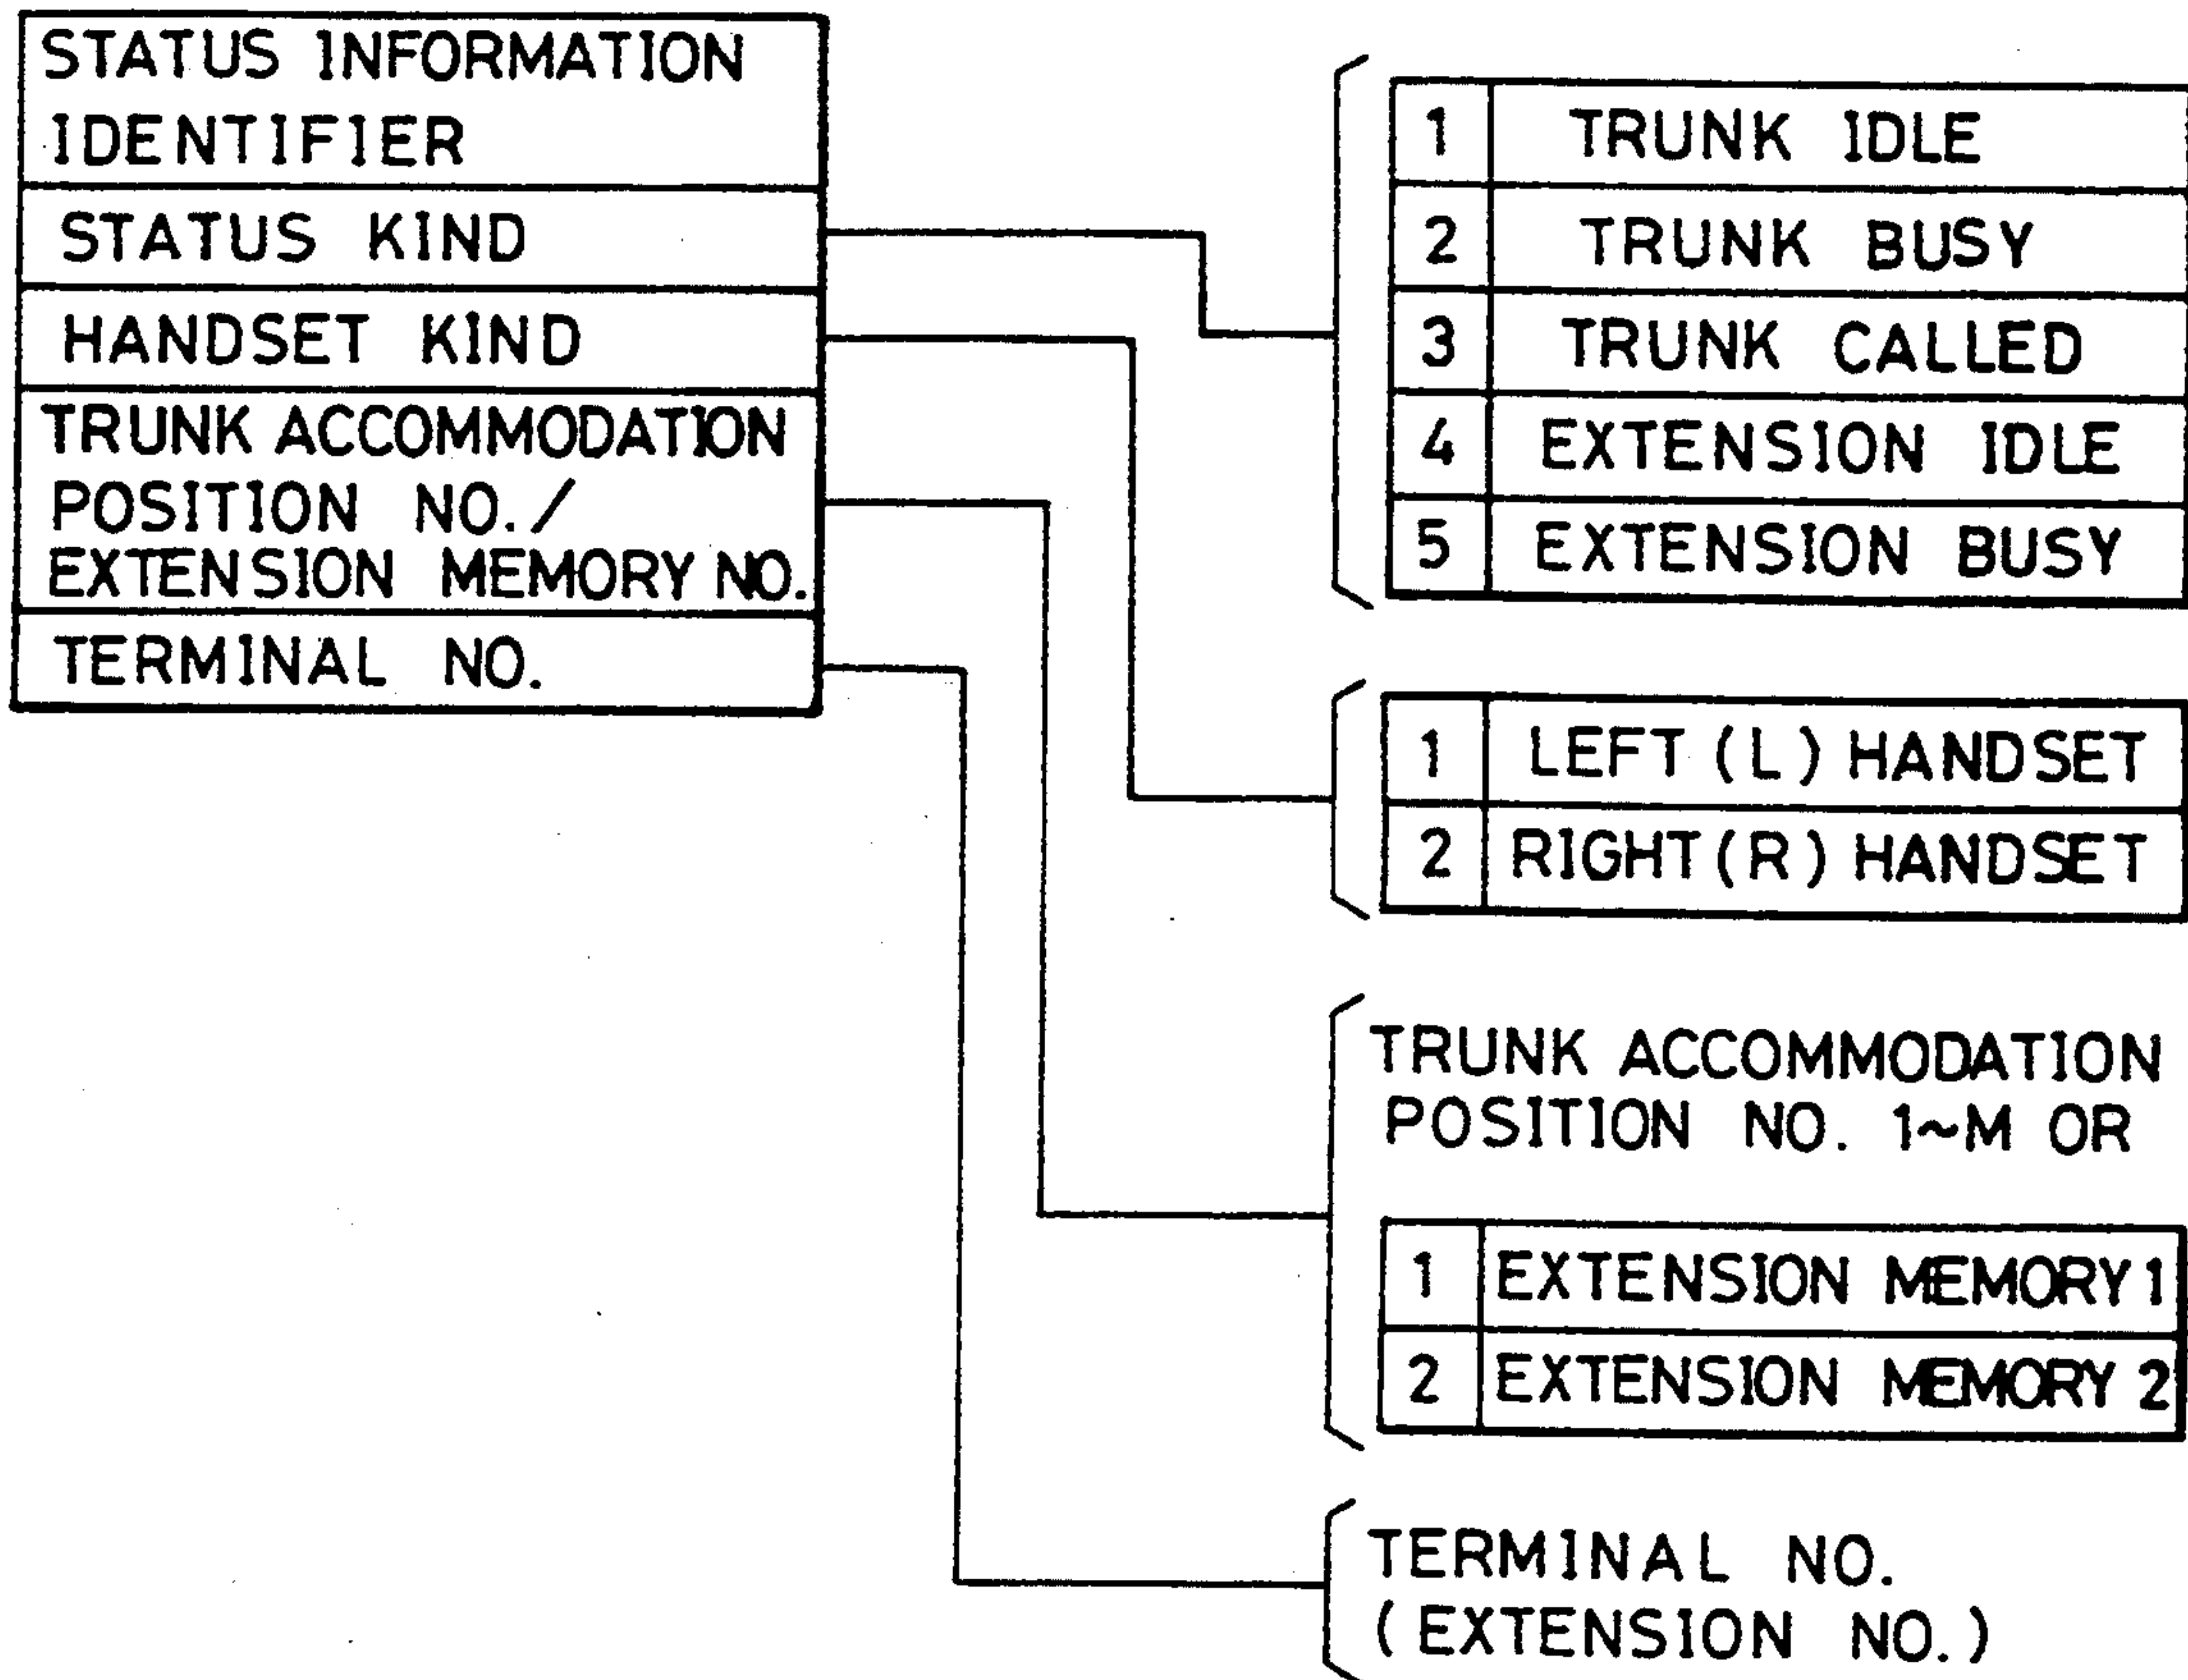 STATUS INFORMATION
IDENTIFIER
STATUS KIND
HANDSET KIND
TRUNK ACCOMMODATION
POSITION NO./
EXTENSION MEMORY NO.
TERMINAL NO.
1 TRUNK IDLE
2 TRUNK BUSY
3 TRUNK CALLED
4 EXTENSION IDLE
5 EXTENSION BUSY
1 LEFT (L) HANDSET
2 RIGHT (R) HANDSET
TRUNK ACCOMMODATION
POSITION NO. 1~M OR
1 EXTENSION MEMORY 1
2 EXTENSION MEMORY 2
TERMINAL NO.
(EXTENSION NO.)